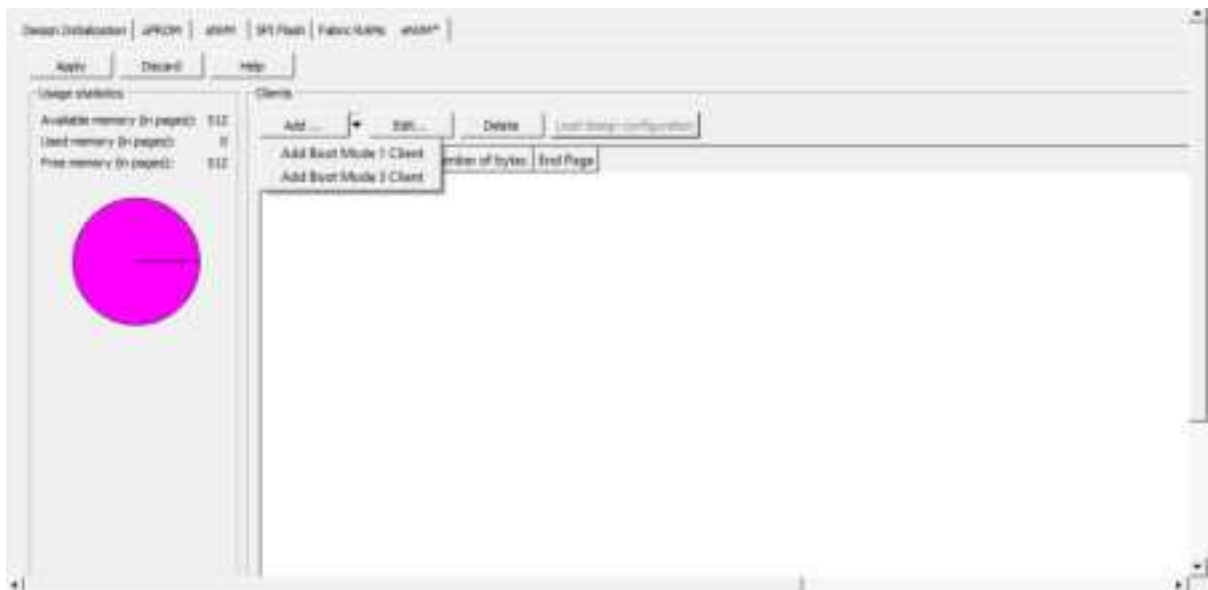 Design Initialization uPROM sNVM SPI Flash Fabric RAMs eNVM*
Apply Discard Help
Usage statistics
Clients
Available memory (in pages): 512
Used memory (in pages): 0
Free memory (in pages): 512
Add ... Edit... Delete Load design configuration
Add Boot Mode 1 Client
Add Boot Mode 3 Client
mber of bytes End Page